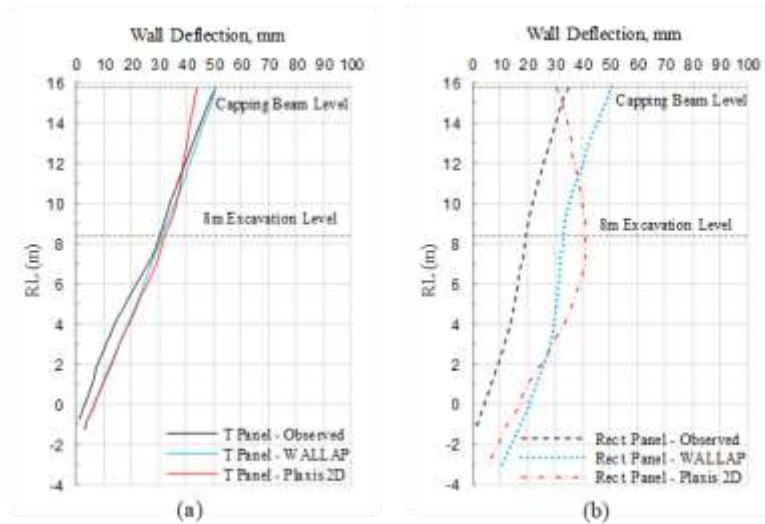 Wall Deflection, mm
0 10 20 30 40 50 60 70 80 90 100
16
14
12
10
8
6
4
2
0
-2
-4
RL (m)
Capping Beam Level
8m Excavation Level
T Panel - Observed
T Panel - WALLAP
T Panel - Plaxis 2D
(a)
Wall Deflection, mm
0 10 20 30 40 50 60 70 80 90 100
16
14
12
10
8
6
4
2
0
-2
-4
RL (m)
Capping Beam Level
8m Excavation Level
Rect Panel - Observed
Rect Panel - WALLAP
Rect Panel - Plaxis 2D
(b)